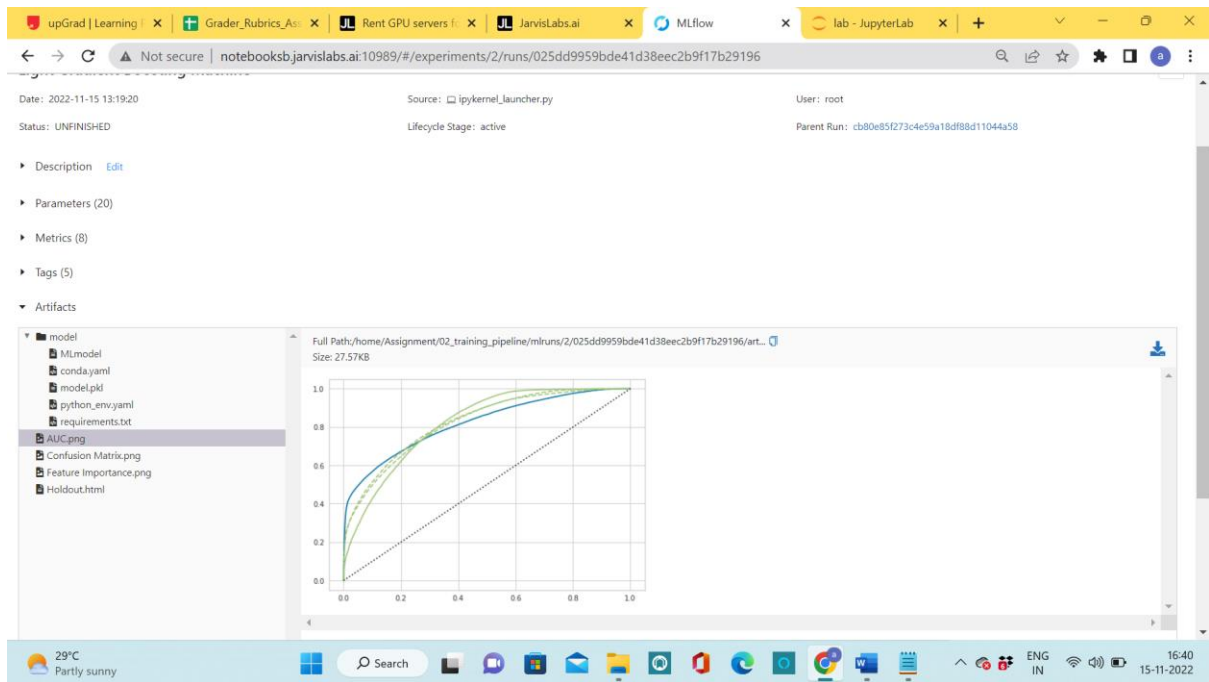 upGrad | Learning P
Grader_Rubrics_Ass
Rent GPU servers fo
JarvisLabs.ai
MLflow
lab - JupyterLab
Not secure | notebooksb.jarvislabs.ai:10989/#/experiments/2/runs/025dd9959bde41d38eec2b9f17b29196
a
Light Gradient Boosting Machine
Date: 2022-11-15 13:19:20 Source: ipykernel_launcher.py User: root
Status: UNFINISHED Lifecycle Stage: active Parent Run: cb80e85f273c4e59a18df88d11044a58
Description Edit
Parameters (20)
Metrics (8)
Tags (5)
Artifacts
model
MLmodel
conda.yaml
model.pkl
python_env.yaml
requirements.txt
AUC.png
Confusion Matrix.png
Feature Importance.png
Holdout.html
Full Path:/home/Assignment/02_training_pipeline/mlruns/2/025dd9959bde41d38eec2b9f17b29196/art...
Size: 27.57KB
1.0
0.8
0.6
0.4
0.2
0.0
0.0 0.2 0.4 0.6 0.8 1.0
29°C
Partly sunny
Search
ENG
IN
16:40
15-11-2022